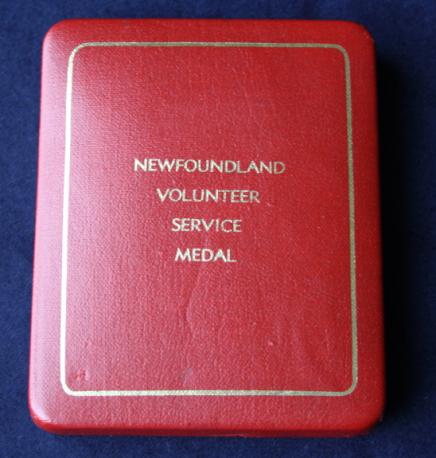 NEWFOUNDLAND
VOLUNTEER
SERVICE
MEDAL